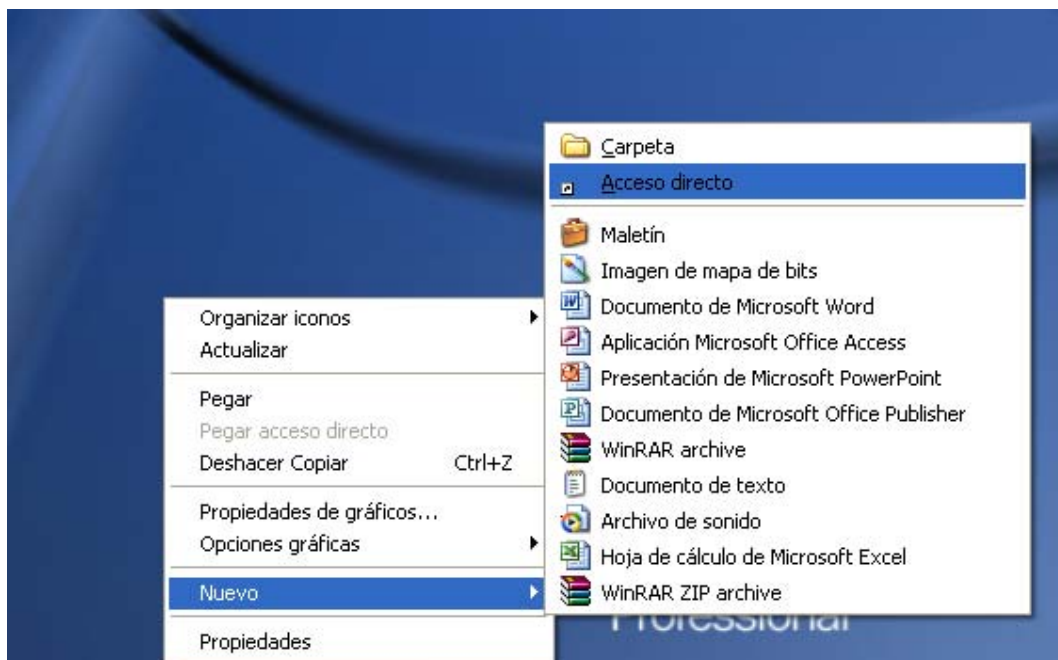 Carpeta
Acceso directo
Maletín
Imagen de mapa de bits
Documento de Microsoft Word
Aplicación Microsoft Office Access
Presentación de Microsoft PowerPoint
Documento de Microsoft Office Publisher
WinRAR archive
Documento de texto
Archivo de sonido
Hoja de cálculo de Microsoft Excel
WinRAR ZIP archive
Organizar iconos
Actualizar
Pegar
Pegar acceso directo
Deshacer Copiar Ctrl+Z
Propiedades de gráficos...
Opciones gráficas
Nuevo
Propiedades
Professional